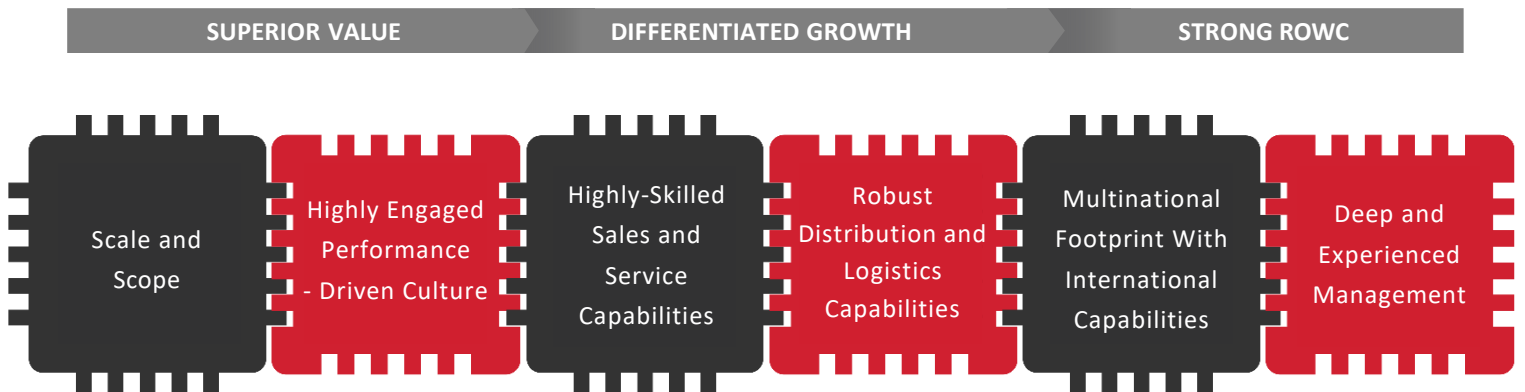 SUPERIOR VALUE
DIFFERENTIATED GROWTH
STRONG ROWC
Scale and
Scope
Highly Engaged
Performance
- Driven Culture
Highly-Skilled
Sales and
Service
Capabilities
Robust
Distribution and
Logistics
Capabilities
Multinational
Footprint With
International
Capabilities
Deep and
Experienced
Management